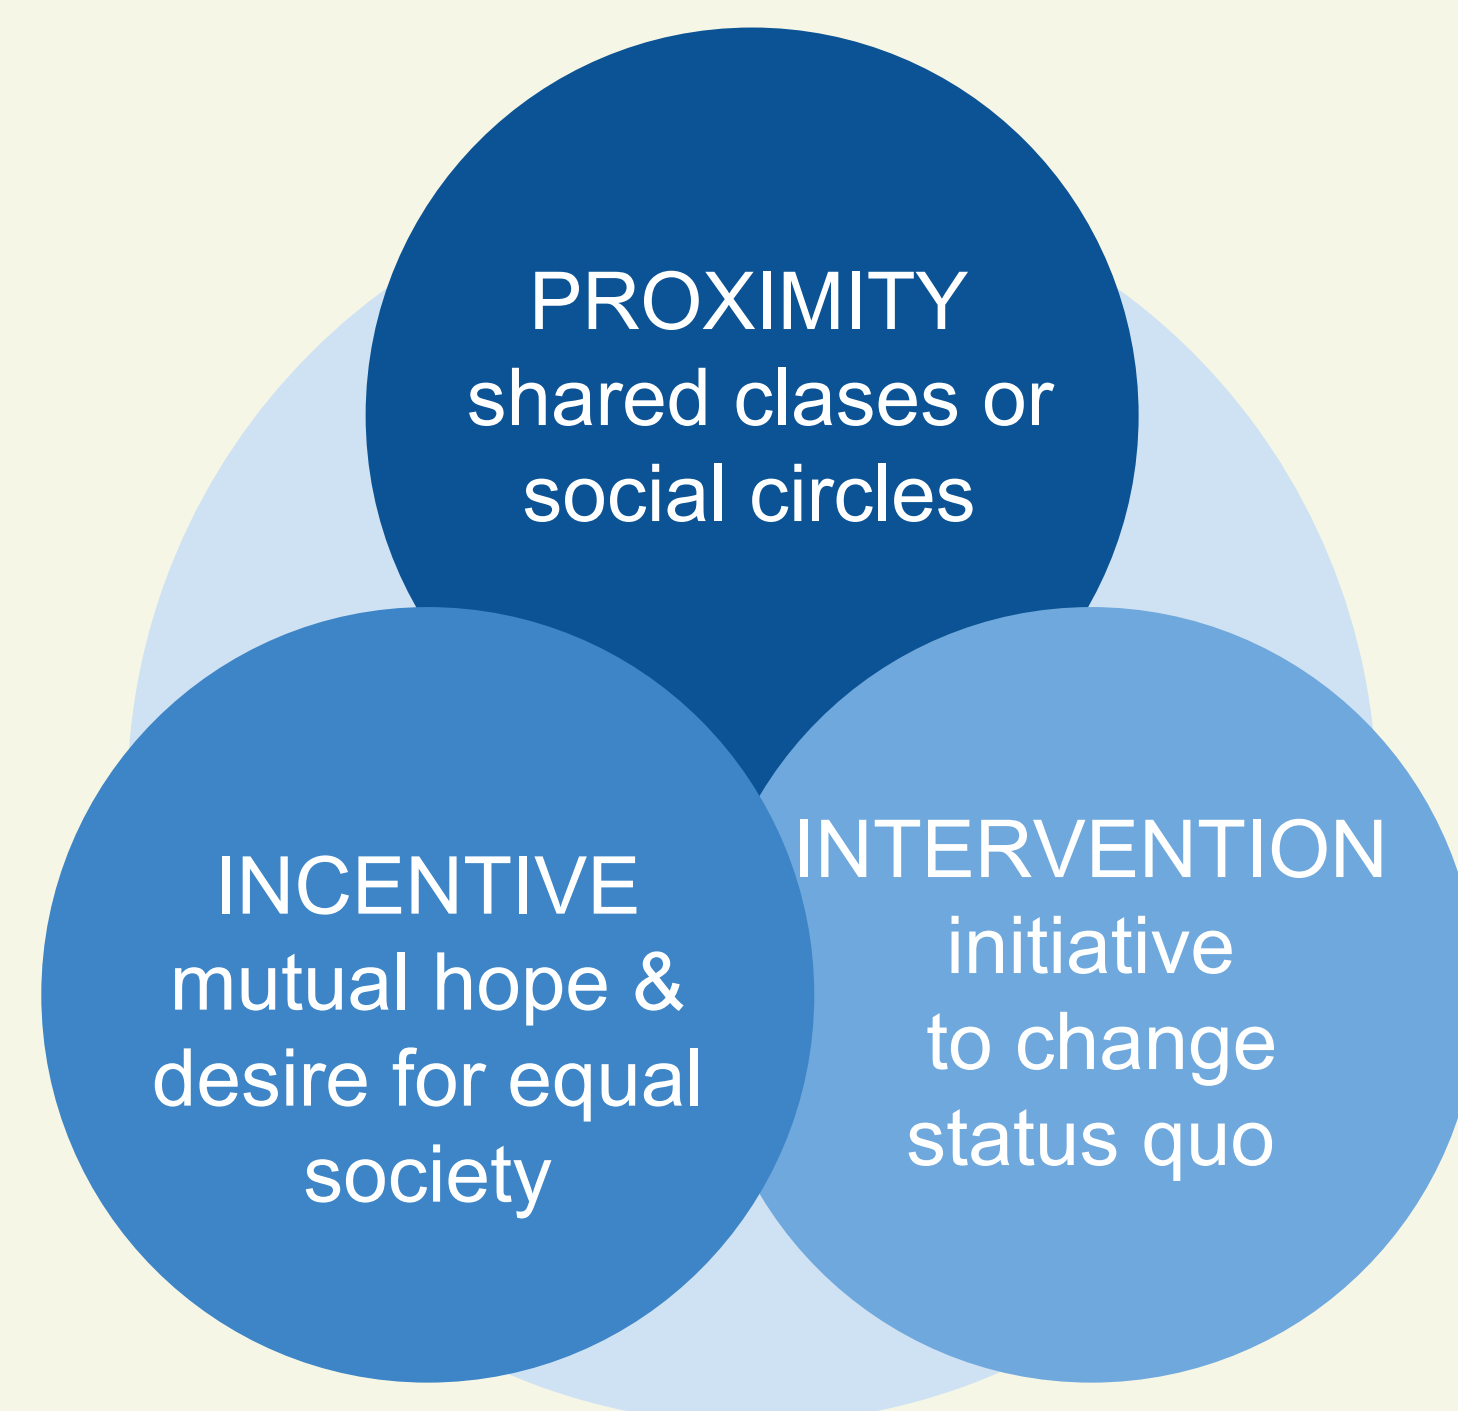 PROXIMITY
shared clases or
social circles
INCENTIVE
mutual hope &
desire for equal
society
INTERVENTION
initiative
to change
status quo